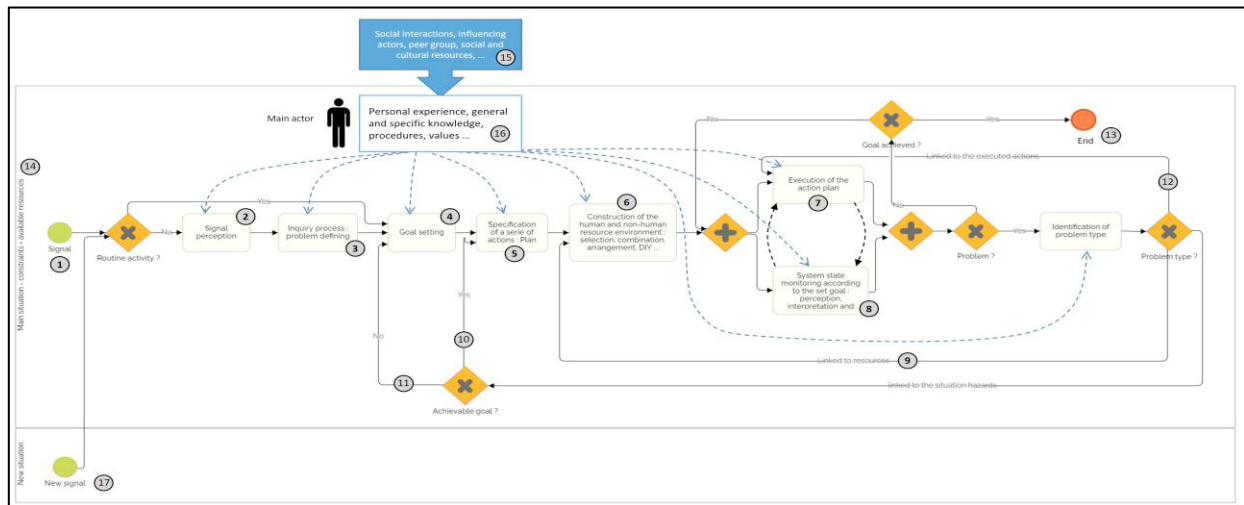 Social interactions, influencing
actors, peer group, social and
cultural resources, ...
15
Main actor
Personal experience, general
and specific knowledge,
procedures, values ...
16
No
Yes
Goal achieved ?
End
13
14
Main situation - constraints - available resources
Linked to the executed actions
12
Yes
2
3
4
6
Signal
1
No
Routine activity ?
Signal
perception
Inquiry process :
problem defining
Goal setting
Specification
of a serie of
actions : Plan
5
Construction of the
human and non-human
resource environment :
selection, combination,
arrangement, DIY ...
Execution of the
action plan
7
No
Problem ?
Yes
Identification of
problem type
Problem type ?
System state
monitoring according
to the set goal :
perception,
interpretation and
8
No
Yes
10
Linked to resources
9
11
linked to the situation hazards
Achievable goal ?
New situation
New signal
17